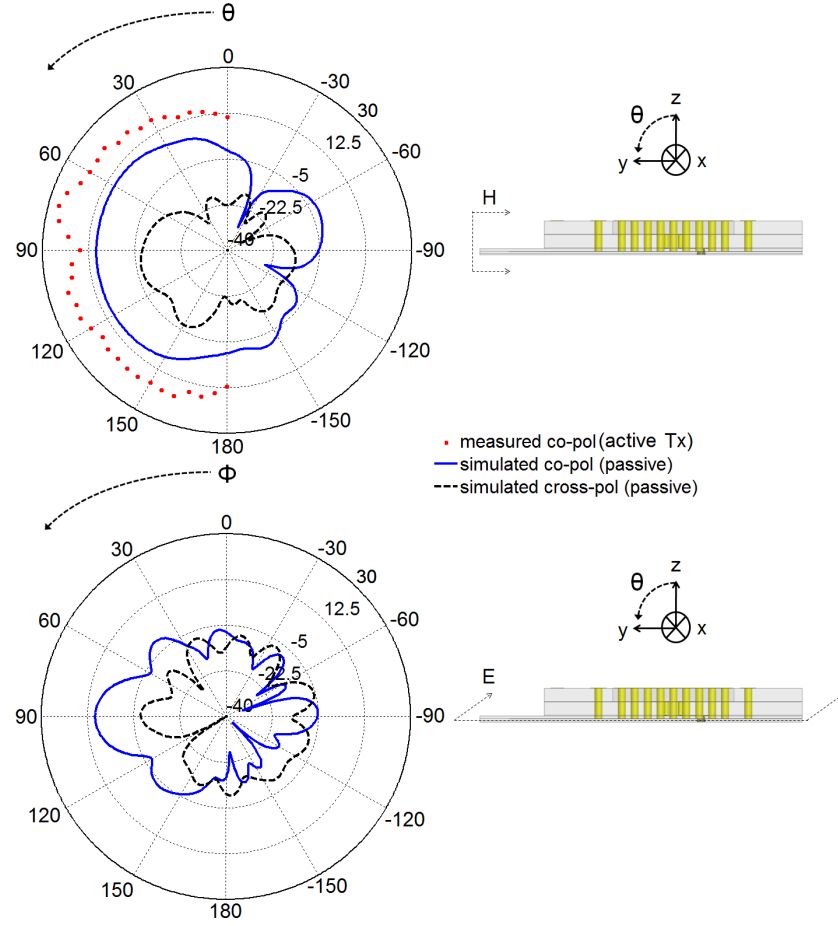 θ
0
30
-30
30
12.5
60
-60
-5
-22.5
-40
90
-90
120
-120
150
-150
180
θ
z
y
x
H
measured co-pol(active Tx)
simulated co-pol (passive)
simulated cross-pol (passive)
Φ
0
30
-30
30
12.5
60
-60
-5
-22.5
-40
90
-90
120
-120
150
-150
180
θ
z
y
x
E